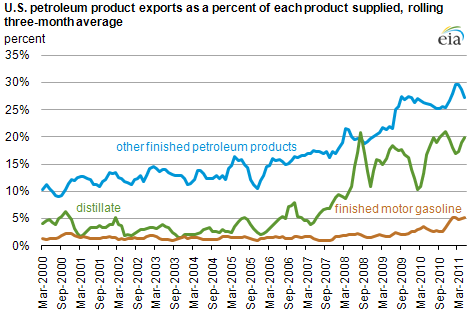 U.S. petroleum product exports as a percent of each product supplied, rolling
three-month average
percent
eia
35%
30%
25%
20%
15%
10%
5%
0%
other finished petroleum products
distillate
finished motor gasoline
Mar-2000
Sep-2000
Mar-2001
Sep-2001
Mar-2002
Sep-2002
Mar-2003
Sep-2003
Mar-2004
Sep-2004
Mar-2005
Sep-2005
Mar-2006
Sep-2006
Mar-2007
Sep-2007
Mar-2008
Sep-2008
Mar-2009
Sep-2009
Mar-2010
Sep-2010
Mar-2011